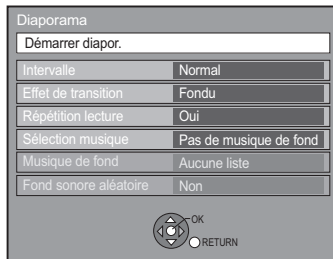 Diaporama
Démarrer diapor.
Intervalle Normal
Effet de transition Fondu
Répétition lecture Oui
Sélection musique Pas de musique de fond
Musique de fond Aucune liste
Fond sonore aléatoire Non
OK
RETURN